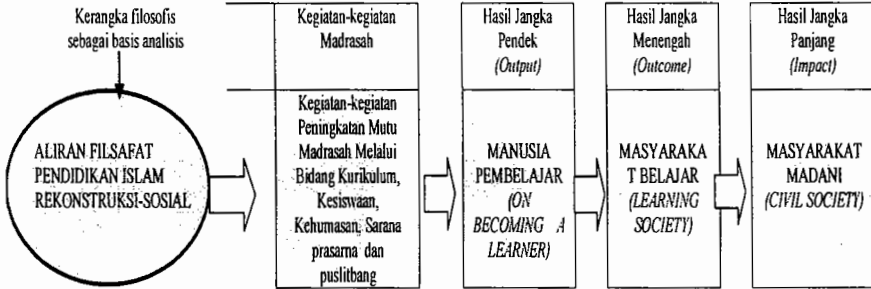 Kerangka filosofis
sebagai basis analisis
ALIRAN FILSAFAT
PENDIDIKAN ISLAM
REKONSTRUKSI-SOSIAL
Kegiatan-kegiatan
Madrasah
Kegiatan-kegiatan
Peningkatan Mutu
Madrasah Melalui
Bidang Kurikulum,
Kesiswaan,
Kehumasan, Sarana
prasarna dan
puslitbang
Hasil Jangka
Pendek
(Output)
MANUSIA
PEMBELAJAR
(ON
BECOMING A
LEARNER)
Hasil Jangka
Menengah
(Outcome)
MASYARAKA
T BELAJAR
(LEARNING
SOCIETY)
Hasil Jangka
Panjang
(Impact)
MASYARAKAT
MADANI
(CIVIL SOCIETY)